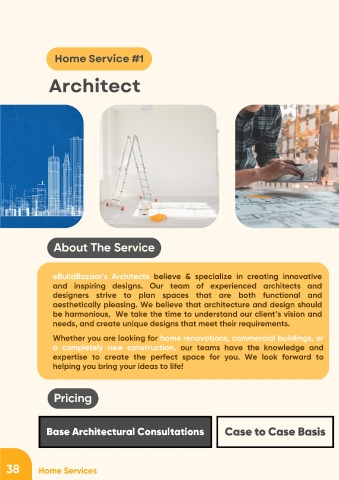 Home Service #1
Architect
About The Service
eBuildBazaar's Architects believe & specialize in creating innovative
and inspiring designs. Our team of experienced architects and
designers strive to plan spaces that are both functional and
aesthetically pleasing. We believe that architecture and design should
be harmonious, We take the time to understand our client's vision and
needs, and create unique designs that meet their requirements.
Whether you are looking for home renovations, commercial buildings, or
a completely new construction, our teams have the knowledge and
expertise to create the perfect space for you. We look forward to
helping you bring your ideas to life!
Pricing
Base Architectural Consultations
Case to Case Basis
38
Home Services